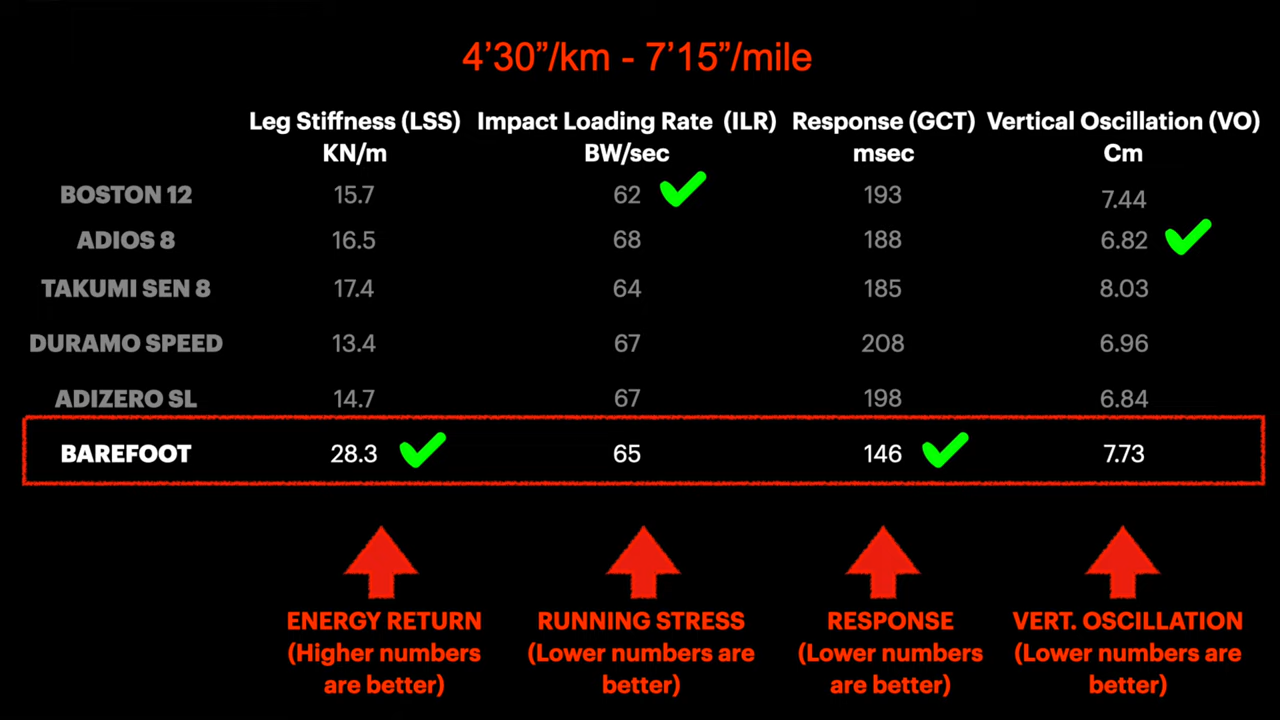 4’30”/km - 7’15”/mile
Leg Stiffness (LSS) Impact Loading Rate (ILR) Response (GCT) Vertical Oscillation (VO)
KN/m BW/sec msec Cm
BOSTON 12 15.7 62 193 7.44
ADIOS 8 16.5 68 188 6.82
TAKUMI SEN 8 17.4 64 185 8.03
DURAMO SPEED 13.4 67 208 6.96
ADIZERO SL 14.7 67 198 6.84
BAREFOOT 28.3 65 146 7.73
ENERGY RETURN RUNNING STRESS RESPONSE VERT. OSCILLATION
(Higher numbers (Lower numbers are (Lower numbers (Lower numbers are
are better) better) are better) better)